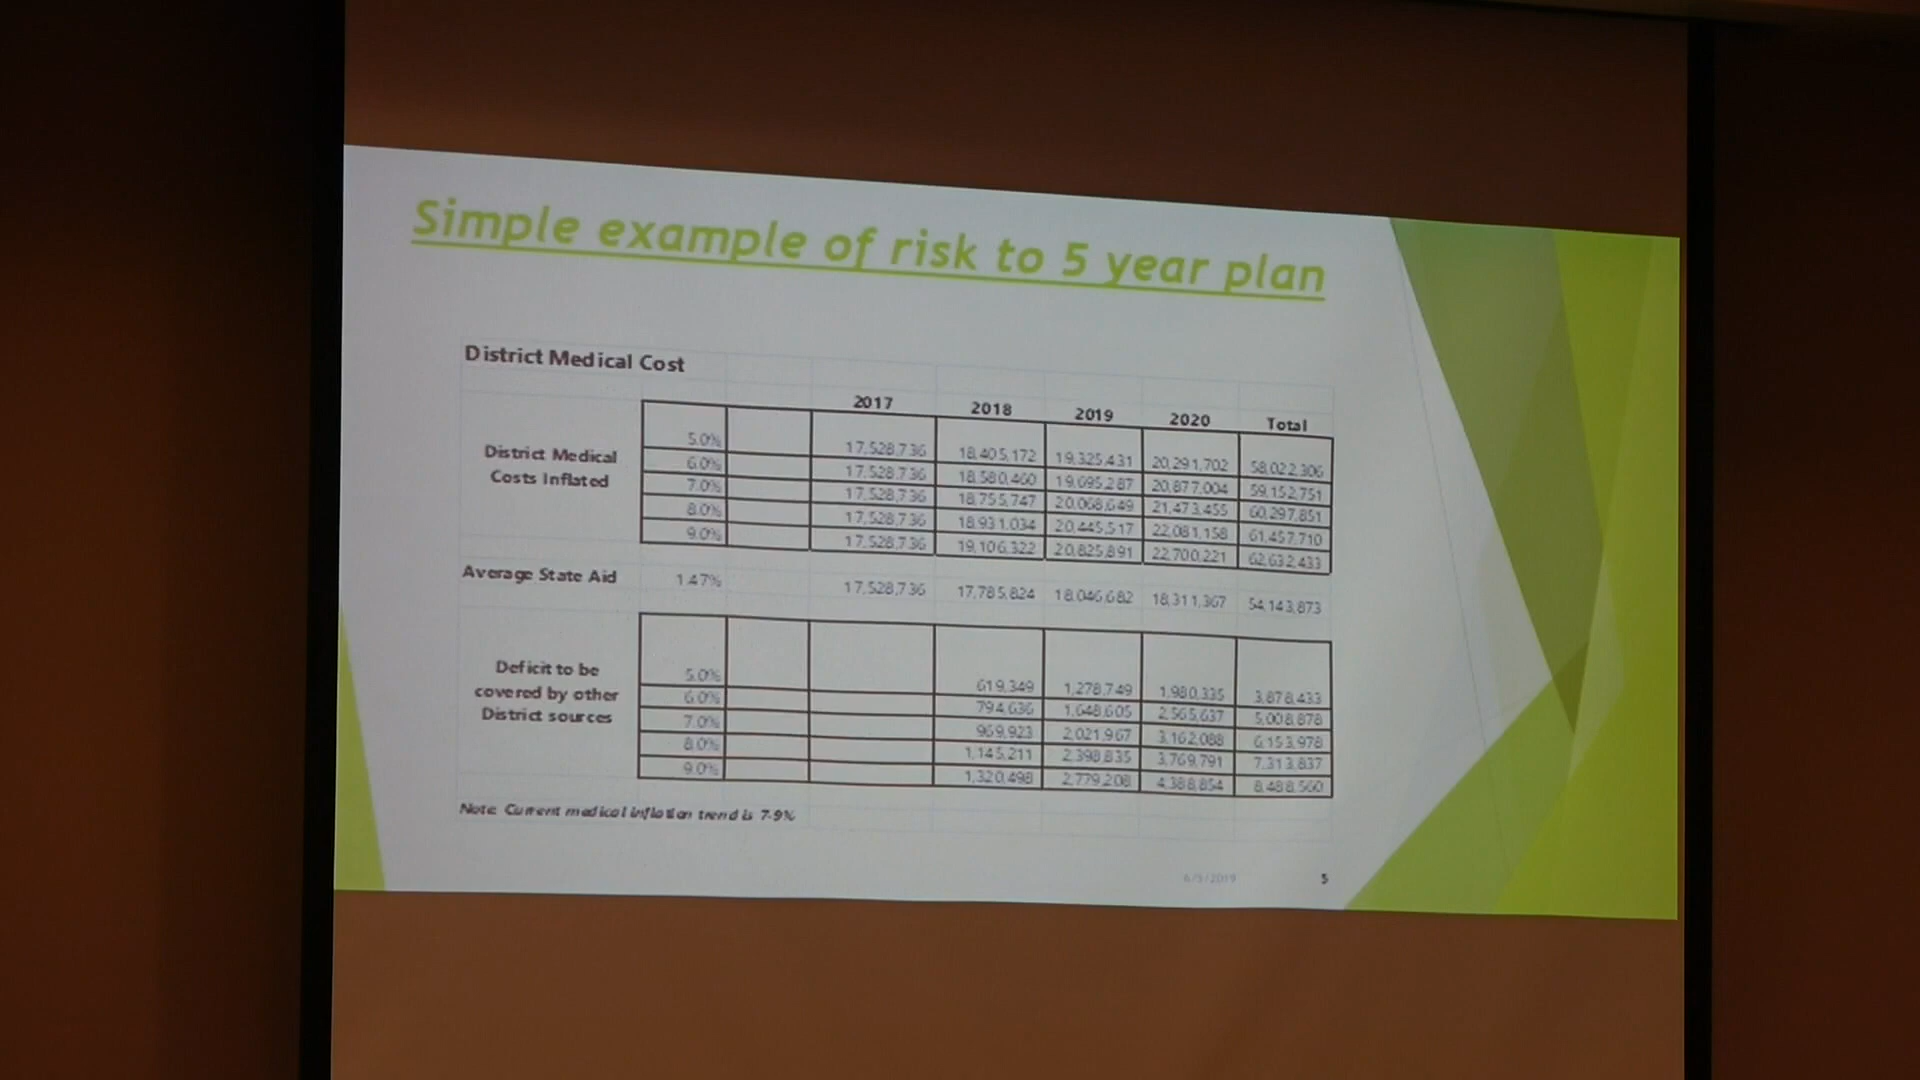 Simple example of risk to 5 year plan
District Medical Cost
2017 2018 2019 2020 Total
District Medical Costs Inflated
5.0% 17,528,736 18,405,172 19,325,431 20,291,702 58,022,306
6.0% 17,528,736 18,580,460 19,695,287 20,877,004 59,152,751
7.0% 17,528,736 18,755,747 20,068,649 21,473,455 60,297,851
8.0% 17,528,736 18,931,034 20,445,517 22,081,158 61,457,710
9.0% 17,528,736 19,106,322 20,825,891 22,700,221 62,632,433
Average State Aid 1.47% 17,528,736 17,785,824 18,046,682 18,311,367 54,143,873
Deficit to be
covered by other
District sources
5.0% 619,349 1,278,749 1,980,335 3,878,433
6.0% 794,636 1,648,605 2,565,637 5,008,878
7.0% 969,923 2,021,967 3,162,088 6,153,978
8.0% 1,145,211 2,398,835 3,769,791 7,313,837
9.0% 1,320,498 2,779,208 4,388,854 8,488,560
Note: Current medical inflation trend is 7-9%
5